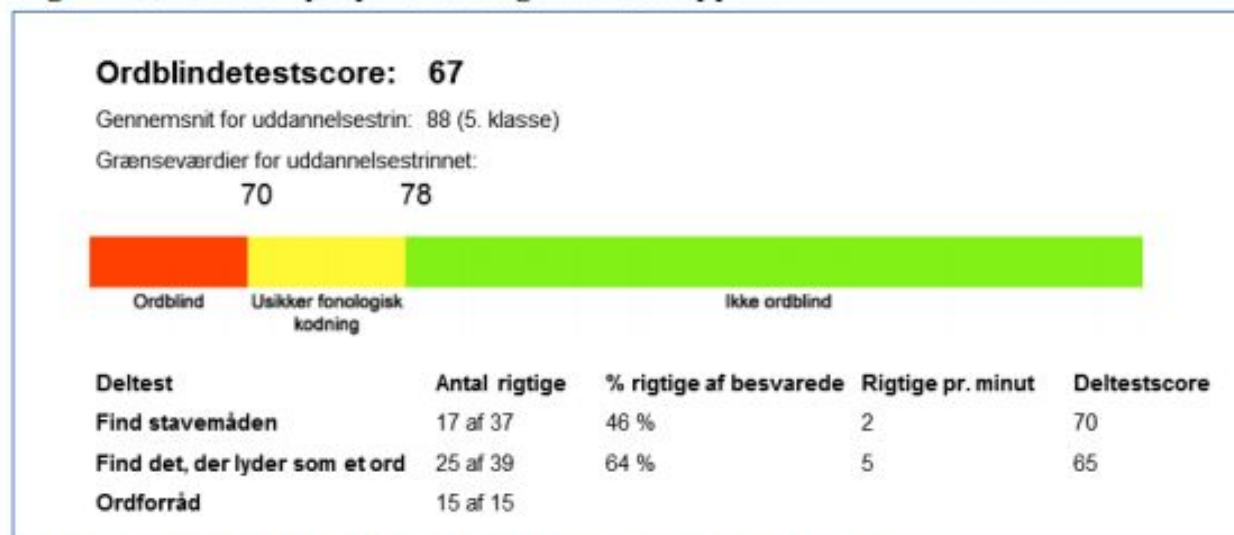 Ordblindetestscore: 67
Gennemsnit for uddannelsestrin: 88 (5. klasse)
Grænseværdier for uddannelsestrinnet:
70 78
Ordblind Usikker fonologisk kodning Ikke ordblind
Deltest Antal rigtige % rigtige af besvarede Rigtige pr. minut Deltestscore
Find stavemåden 17 af 37 46 % 2 70
Find det, der lyder som et ord 25 af 39 64 % 5 65
Ordforråd 15 af 15